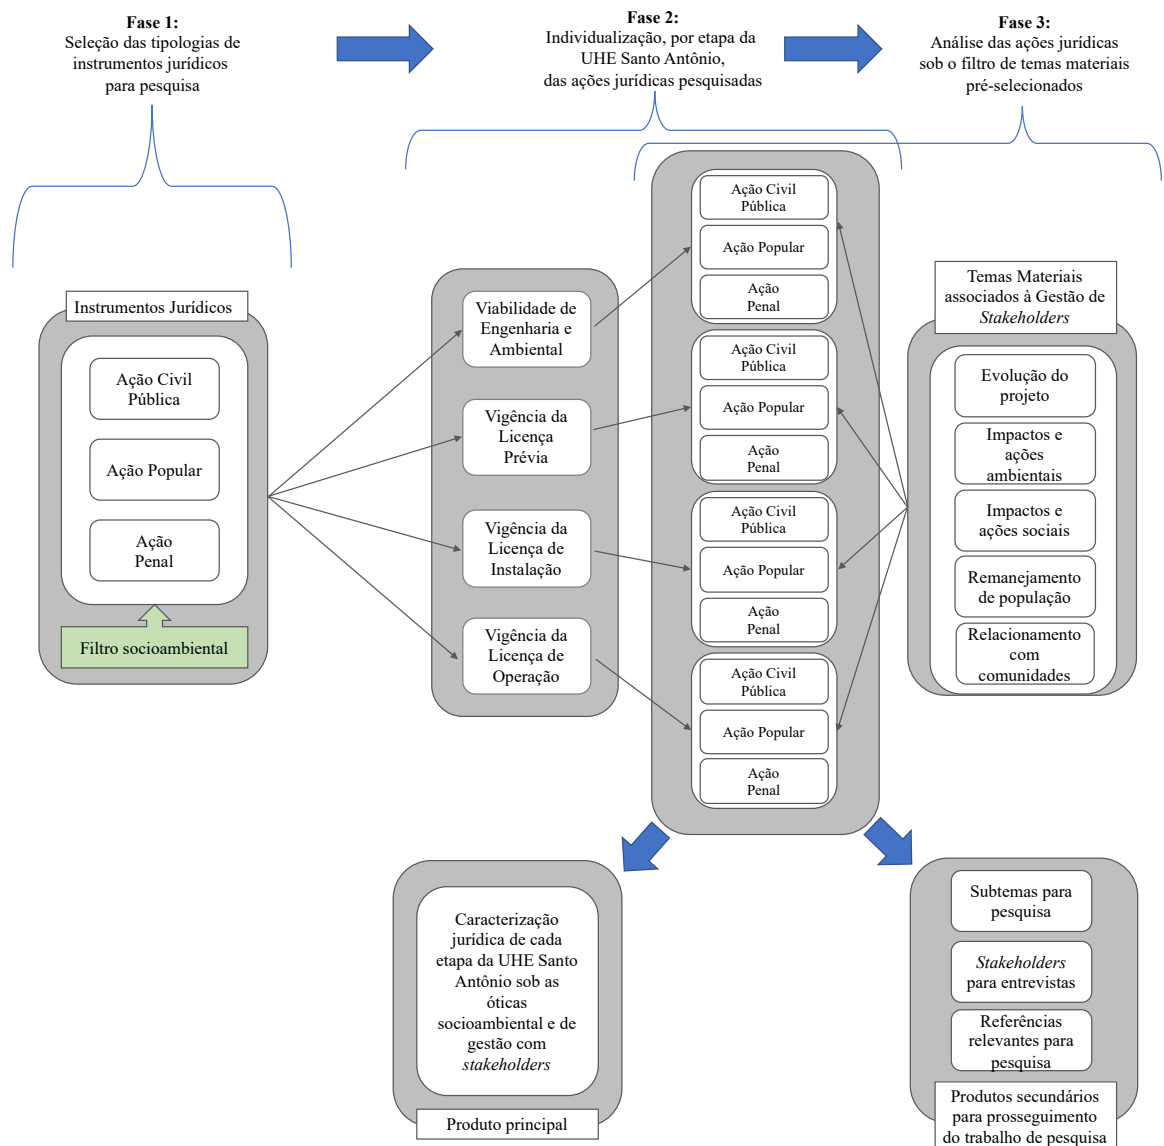 Fase 1:
Seleção das tipologias de
instrumentos jurídicos
para pesquisa
Fase 2:
Individualização, por etapa da
UHE Santo Antônio,
das ações jurídicas pesquisadas
Fase 3:
Análise das ações jurídicas
sob o filtro de temas materiais
pré-selecionados
Instrumentos Jurídicos
Ação Civil
Pública
Ação Popular
Ação
Penal
Filtro socioambiental
Viabilidade de
Engenharia e
Ambiental
Vigência da
Licença
Prévia
Vigência da
Licença de
Instalação
Vigência da
Licença de
Operação
Ação Civil
Pública
Ação Popular
Ação
Penal
Ação Civil
Pública
Ação Popular
Ação
Penal
Ação Civil
Pública
Ação Popular
Ação
Penal
Ação Civil
Pública
Ação Popular
Ação
Penal
Temas Materiais
associados à Gestão de
Stakeholders
Evolução do
projeto
Impactos e
ações
ambientais
Impactos e
ações sociais
Remanejamento
de população
Relacionamento
com
comunidades
Caracterização
jurídica de cada
etapa da UHE Santo
Antônio sob as
óticas
socioambiental e de
gestão com
stakeholders
Produto principal
Subtemas para
pesquisa
Stakeholders
para entrevistas
Referências
relevantes para
pesquisa
Produtos secundários
para prosseguimento
do trabalho de pesquisa